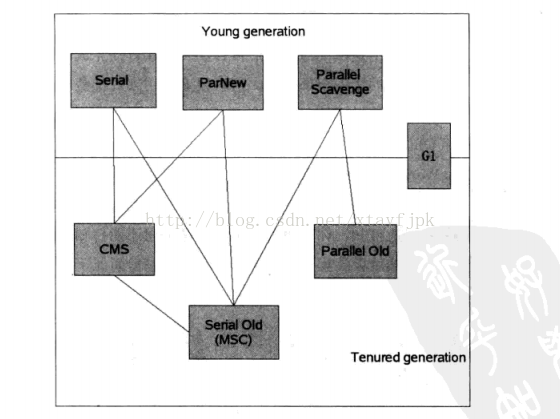 Young generation
Serial
ParNew
Parallel
Scavenge
G1
http://blog.csdn.net/xtayfjpk
CMS
Parallel Old
Serial Old
(MSC)
Tenured generation